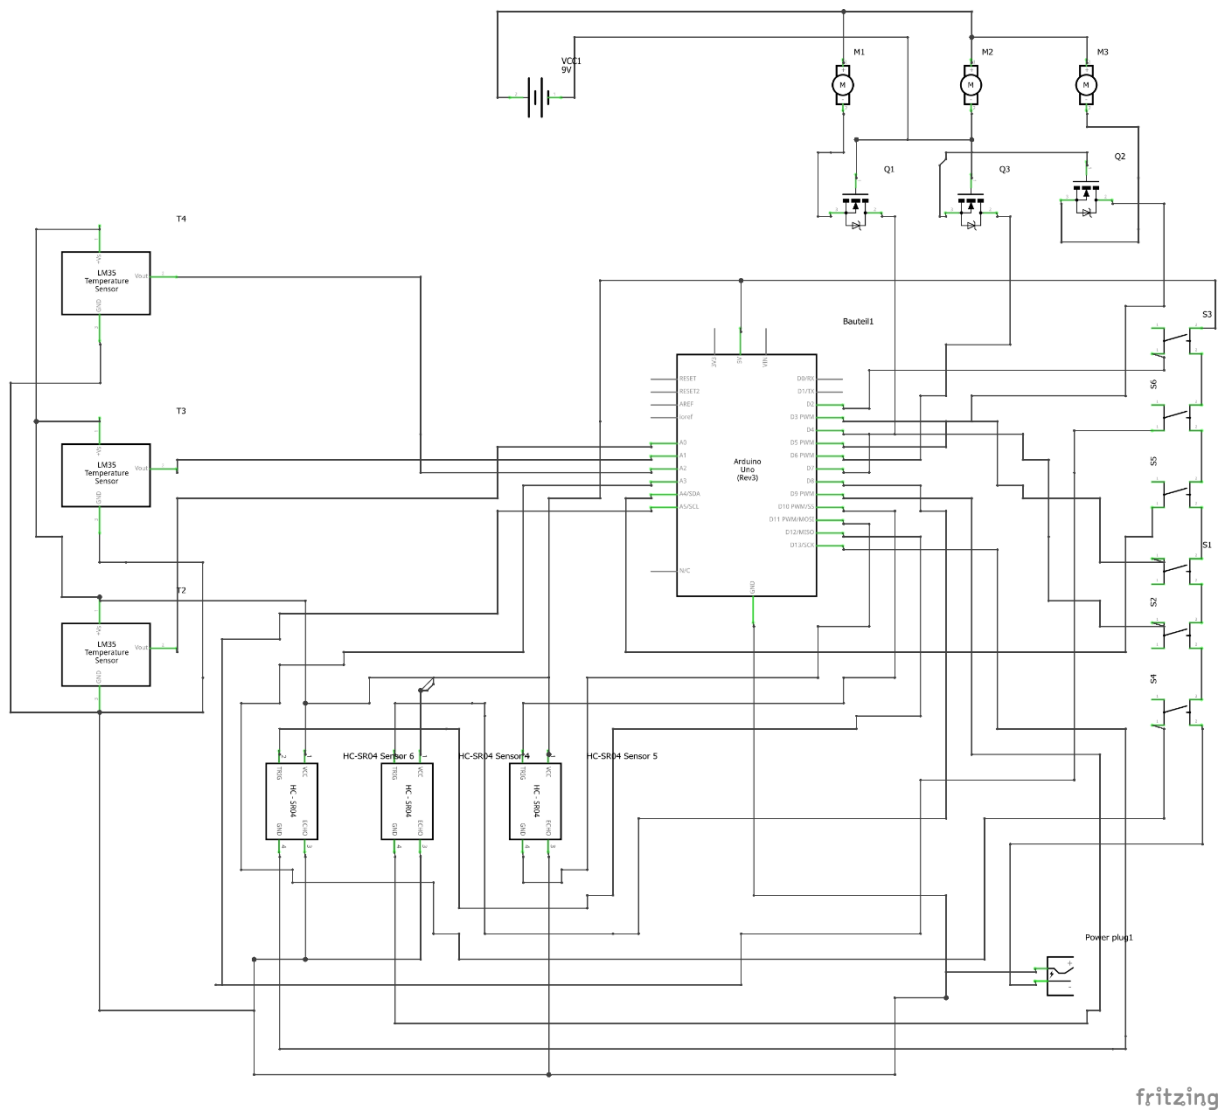 VCC1
9V
M1
M2
M3
M
M
M
Q1
Q3
Q2
T4
LM35
Temperature
Sensor
Vout
GND
T3
LM35
Temperature
Sensor
Vout
GND
T2
LM35
Temperature
Sensor
Vout
GND
Bauteil1
3V3
5V
VIN
RESET
RESET2
AREF
ioref
A0
A1
A2
A3
A4/SDA
A5/SCL
N/C
D0/RX
D1/TX
D2
D3 PWM
D4
D5 PWM
D6 PWM
D7
D8
D9 PWM
D10 PWM/SS
D11 PWM/MOSI
D12/MISO
D13/SCK
GND
Arduino
Uno
(Rev3)
S3
S6
S5
S1
S2
S4
HC-SR04 Sensor 6
HC-SR04 Sensor 4
HC-SR04 Sensor 5
TRIG
VCC
HC - SR04
GND
ECHO
TRIG
VCC
HC - SR04
GND
ECHO
TRIG
VCC
HC - SR04
GND
ECHO
Power plug1
+
-
fritzing